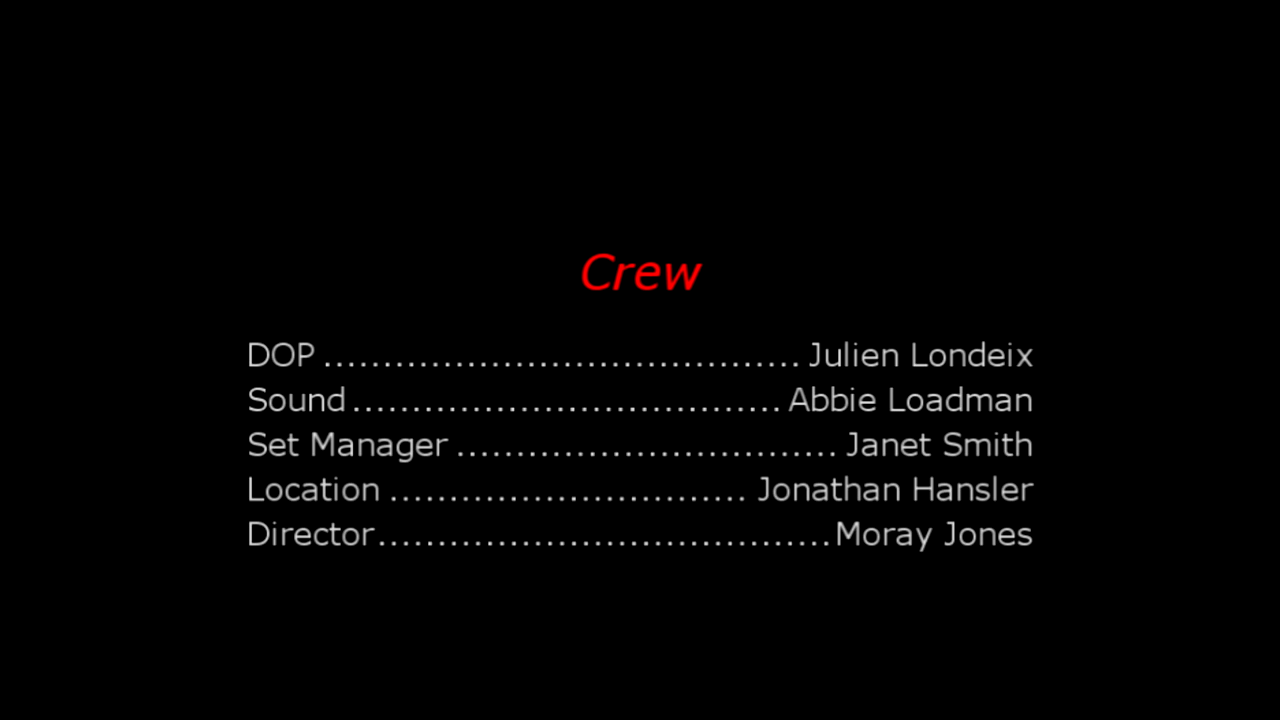 Crew
DOP ........................................ Julien Londeix
Sound .................................... Abbie Loadman
Set Manager ................................ Janet Smith
Location .............................. Jonathan Hansler
Director ...................................... Moray Jones